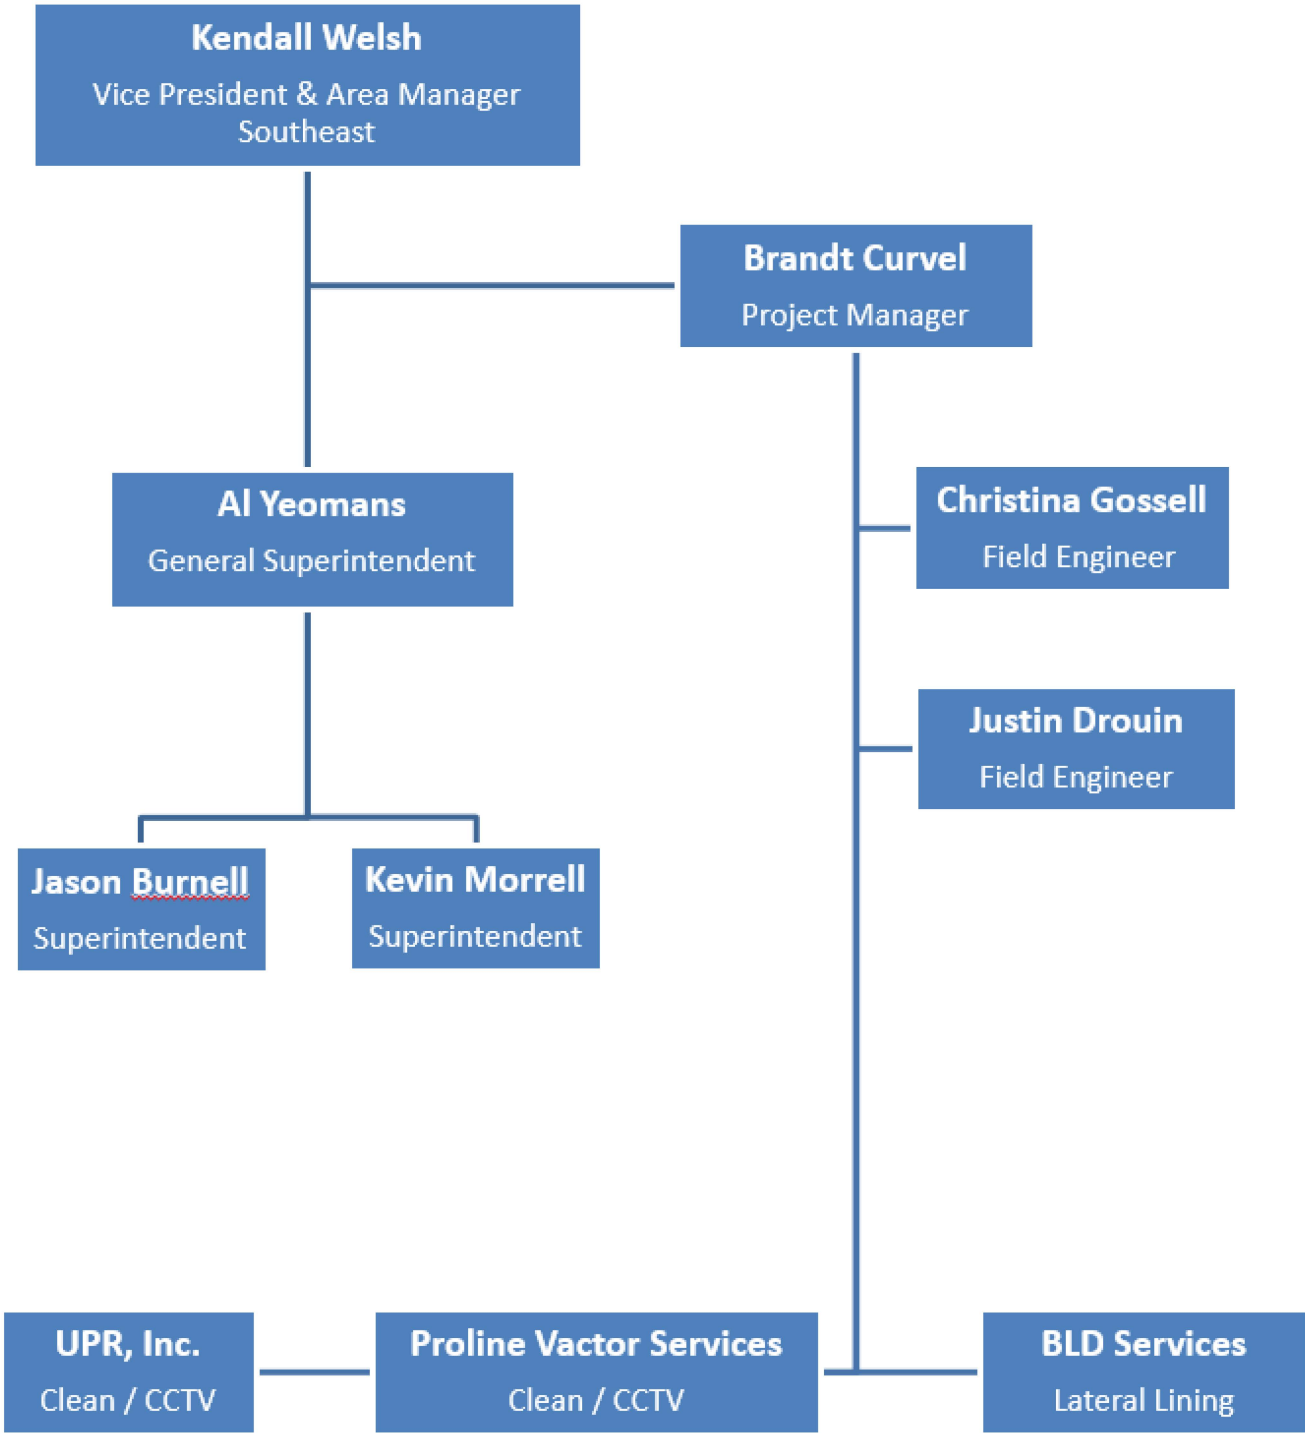 Kendall Welsh
Vice President & Area Manager
Southeast
Brandt Curvel
Project Manager
Al Yeomans
General Superintendent
Christina Gossell
Field Engineer
Justin Drouin
Field Engineer
Jason Burnell
Superintendent
Kevin Morrell
Superintendent
UPR, Inc.
Clean / CCTV
Proline Vactor Services
Clean / CCTV
BLD Services
Lateral Lining